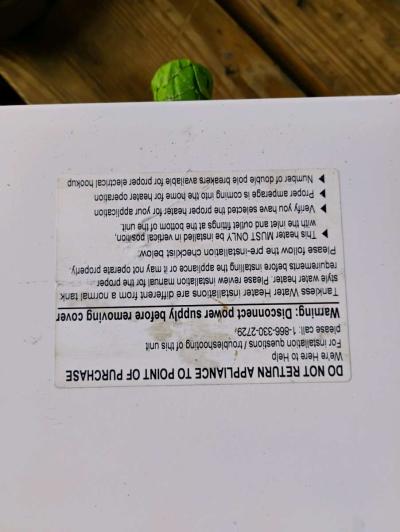 DO NOT RETURN APPLIANCE TO POINT OF PURCHASE
We're Here to Help
For installation questions / troubleshooting of this unit
please call: 1-866-330-2729,
Warning: Disconnect power supply before removing cover
Tankless Water Heater installations are different from a normal tank
style water heater. Please review installation manual for the proper
requirements before installing the appliance or it may not operate properly.
Please follow the pre-installation checklist below:
▶ This heater MUST ONLY be installed in vertical position,
with the inlet and outlet fittings at the bottom of the unit.
▶ Verify you have selected the proper heater for your application
▶ Proper amperage is coming into the home for heater operation
▶ Number of double pole breakers available for proper electrical hookup